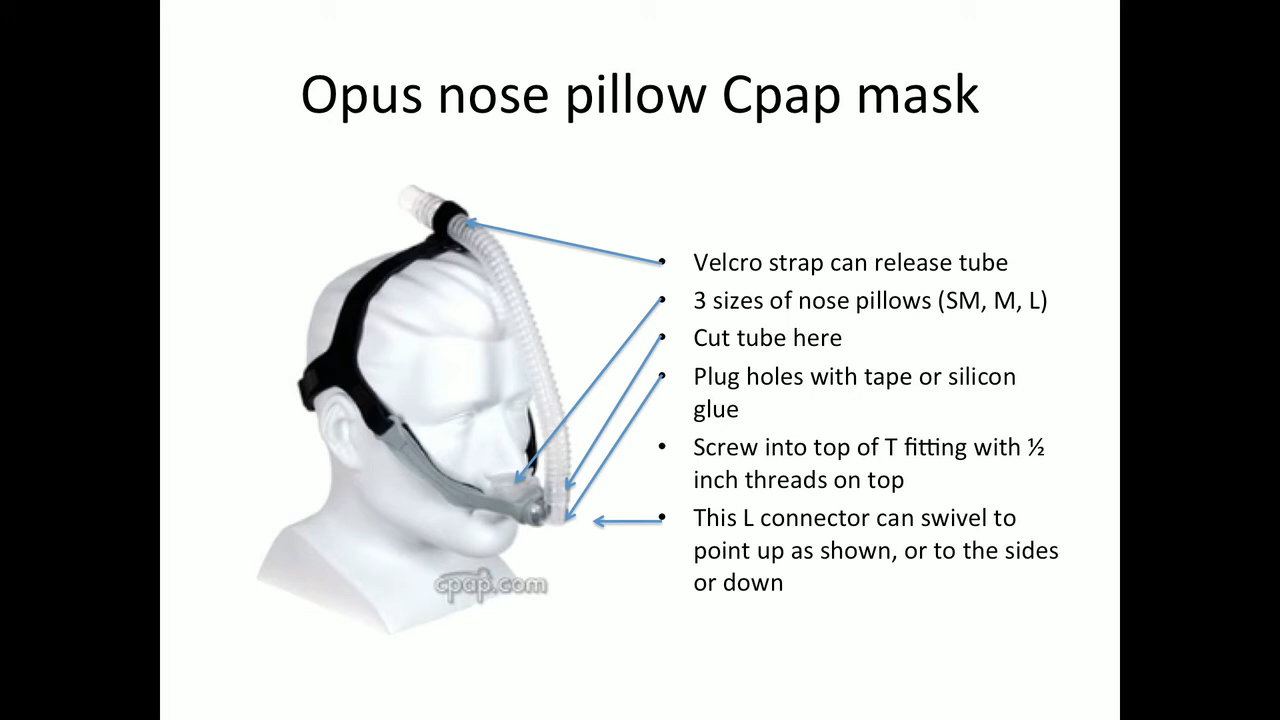 Opus nose pillow Cpap mask
• Velcro strap can release tube
• 3 sizes of nose pillows (SM, M, L)
• Cut tube here
• Plug holes with tape or silicon
glue
• Screw into top of T fitting with ½
inch threads on top
• This L connector can swivel to
point up as shown, or to the sides
or down
cpap.com